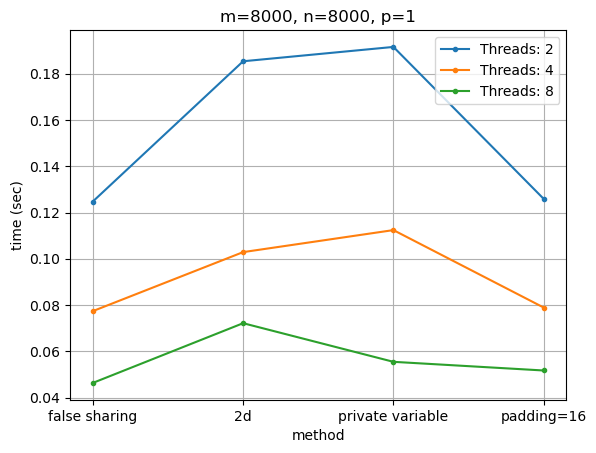 m=8000, n=8000, p=1
Threads: 2
Threads: 4
Threads: 8
time (sec)
0.18
0.16
0.14
0.12
0.10
0.08
0.06
0.04
false sharing 2d private variable padding=16
method